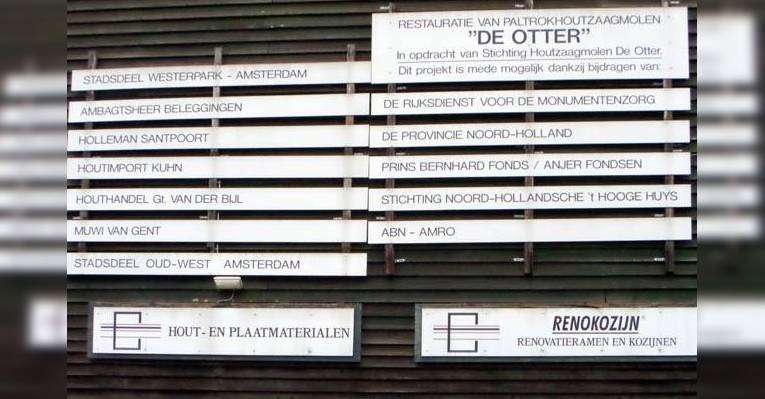 RESTAURATIE VAN PALTROKHOUTZAAGMOLEN
"DE OTTER"
In opdracht van Stichting Houtzaagmolen De Otter.
Dit projekt is mede mogelijk dankzij bijdragen van:
STADSDEEL WESTERPARK - AMSTERDAM
AMBAGTSHEER BELEGGINGEN
HOLLEMAN SANTPOORT
HOUTIMPORT KUHN
HOUTHANDEL Gt. VAN DER BIJL
MUWI VAN GENT
STADSDEEL OUD-WEST AMSTERDAM
DE RIJKSDIENST VOOR DE MONUMENTENZORG
DE PROVINCIE NOORD-HOLLAND
PRINS BERNHARD FONDS / ANJER FONDSEN
STICHTING NOORD-HOLLANDSCHE 't HOOGE HUYS
ABN - AMRO
HOUT- EN PLAATMATERIALEN
RENOKOZIJN
RENOVATIERAMEN EN KOZIJNEN